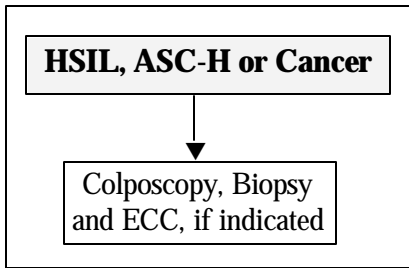 HSIL, ASC-H or Cancer
Colposcopy, Biopsy
and ECC, if indicated